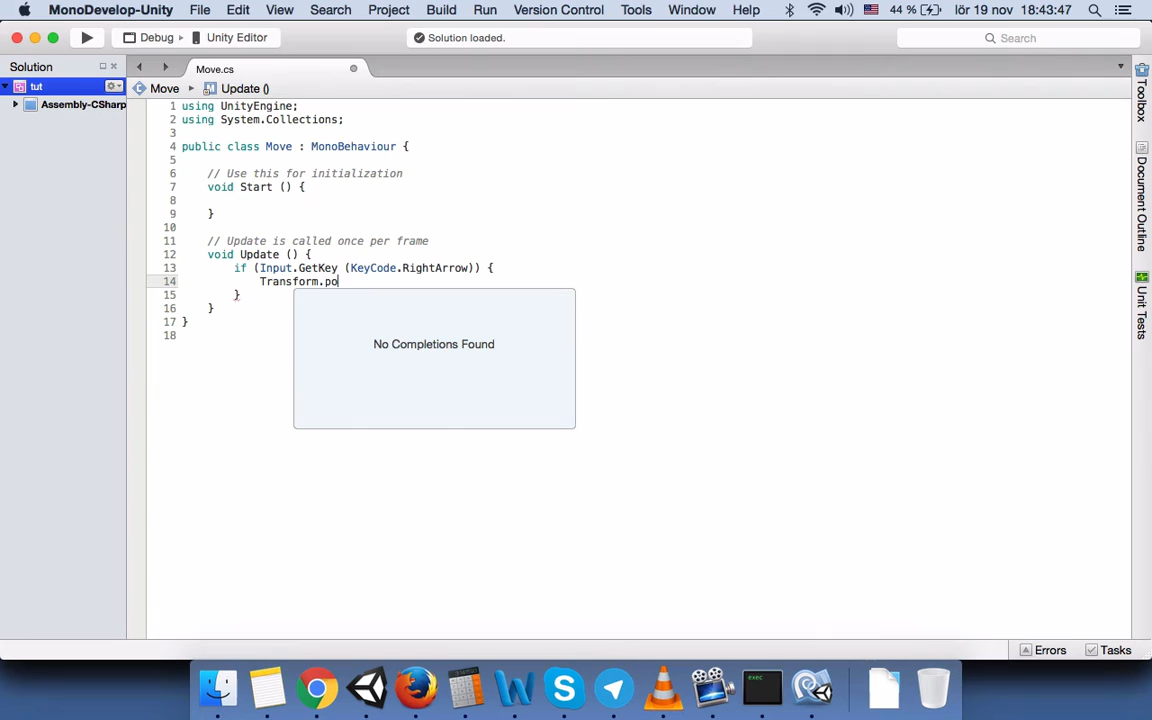 MonoDevelop-Unity File Edit View Search Project Build Run Version Control Tools Window Help 44 % lör 19 nov 18:43:47
Debug Unity Editor Solution loaded. Search
Solution
Move.cs
tut
Move Update ()
Assembly-CSharp
1 using UnityEngine;
2 using System.Collections;
3
4 public class Move : MonoBehaviour {
5
6 // Use this for initialization
7 void Start () {
8
9 }
10
11 // Update is called once per frame
12 void Update () {
13 if (Input.GetKey (KeyCode.RightArrow)) {
14 Transform.po
15 }
16 }
17 }
18
No Completions Found
Toolbox
Document Outline
Unit Tests
Errors Tasks
exec